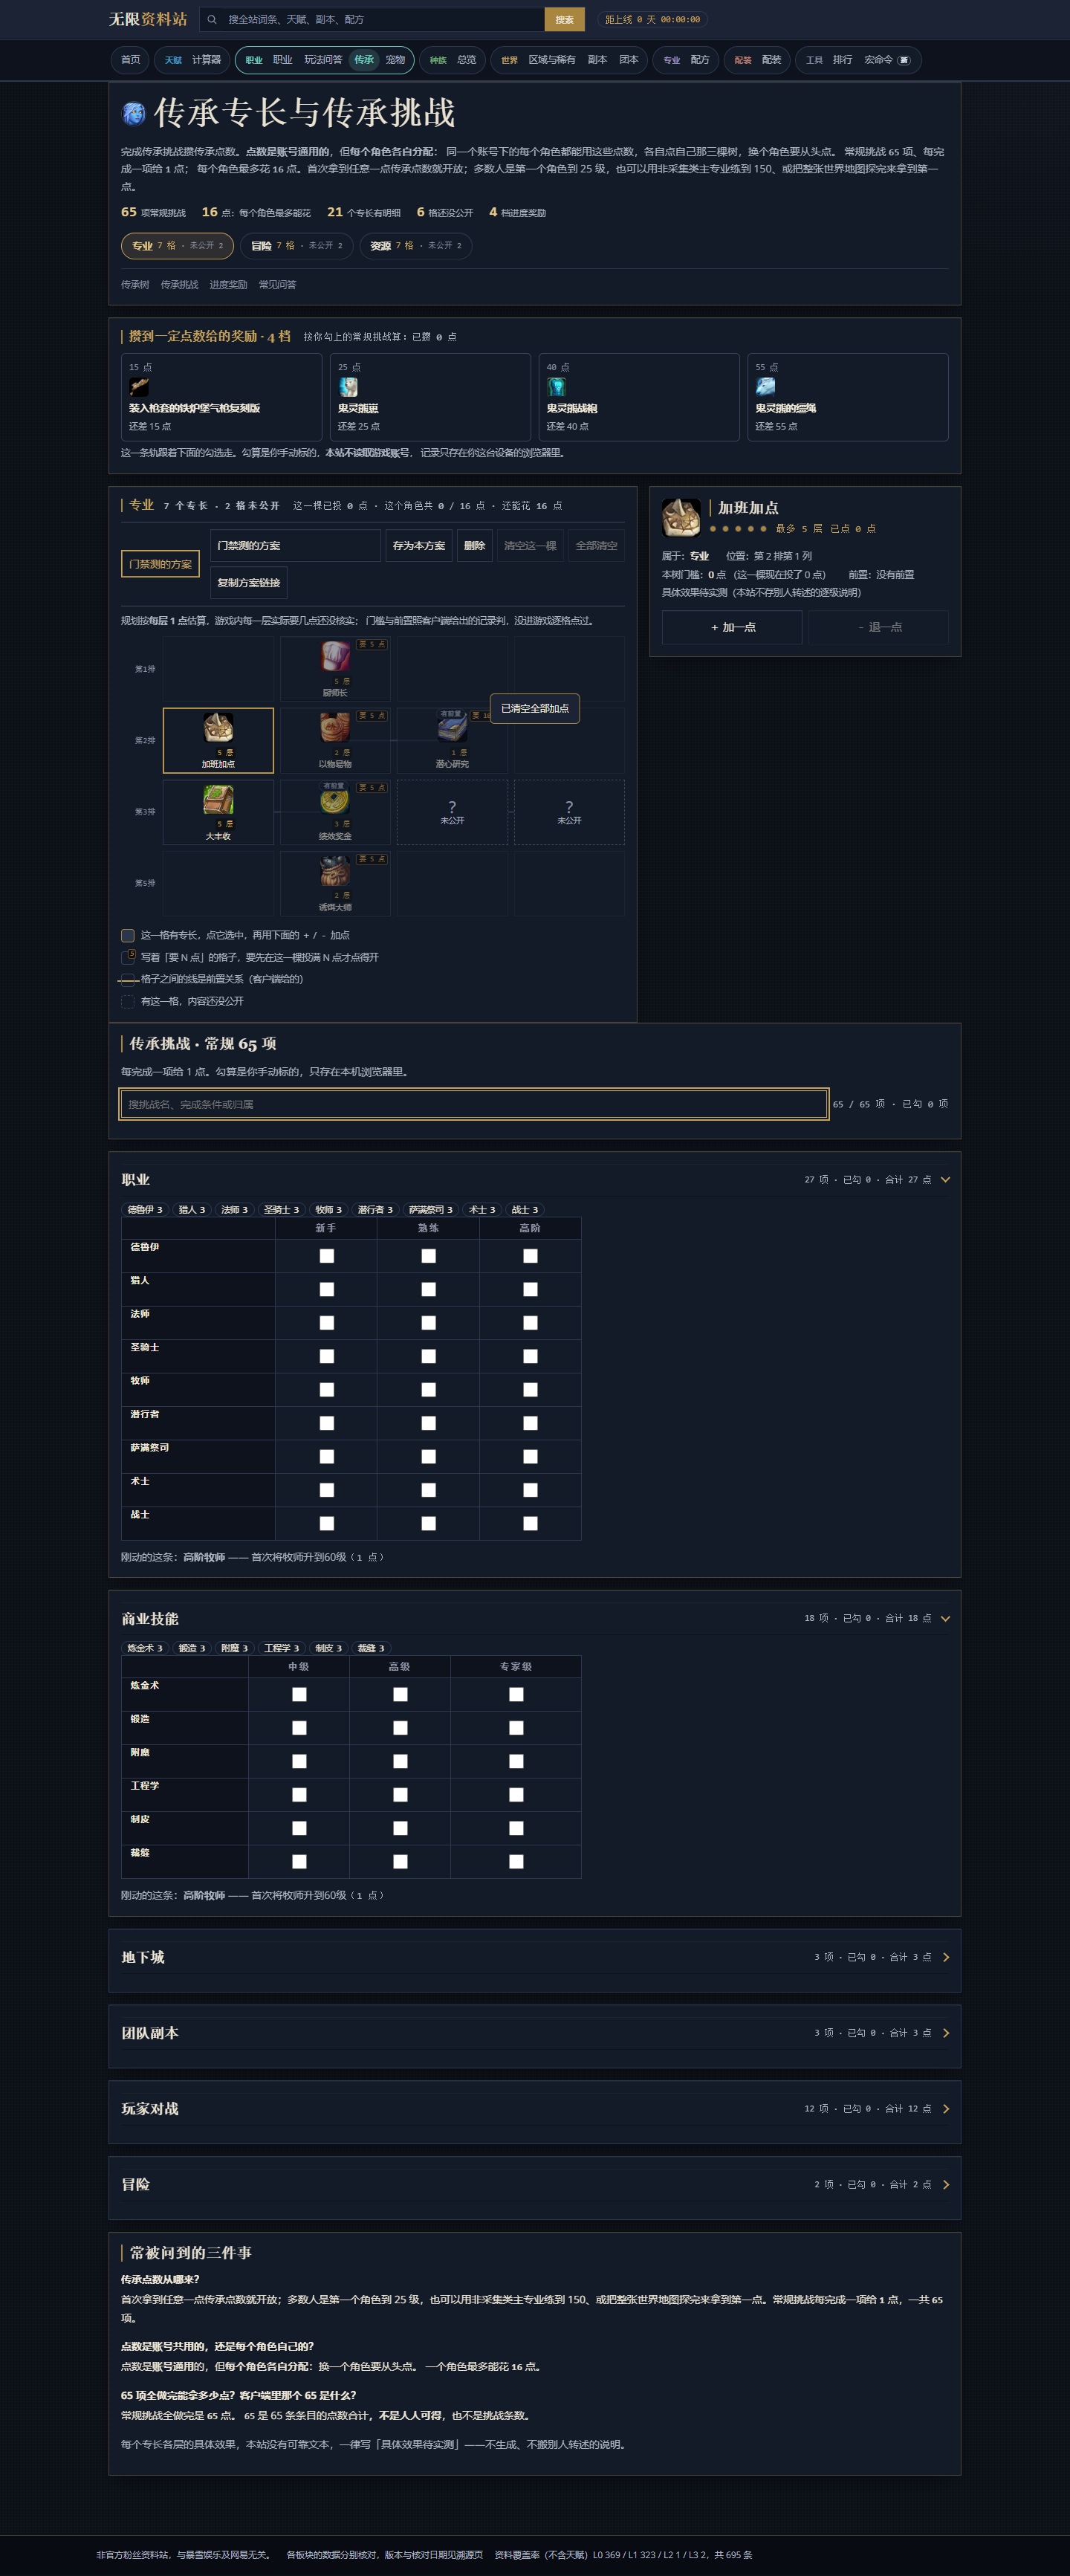 无限资料站
搜全站词条、天赋、副本、配方
搜索
距上线 0 天 00:00:00
首页
天赋 计算器
职业 职业 玩法问答 传承 宠物
种族 总览
世界 区域与稀有 副本 团本
专业 配方
配装 配装
工具 排行 宏命令
传承专长与传承挑战
完成传承挑战攒传承点数。点数是账号通用的，但每个角色各自分配： 同一个账号下的每个角色都能用这些点数，各自点自己那三棵树，换个角色要从头点。 常规挑战 65 项、每完
成一项给 1 点； 每个角色最多花 16 点。首次拿到任意一点传承点数就开放；多数人是第一个角色到 25 级，也可以用非采集类主专业练到 150、或把整张世界地图探完来拿到第一
点。
65 项常规挑战 16 点：每个角色最多能花 21 个专长有明细 6 格还没公开 4 档进度奖励
专业 7 格 · 未公开 2
冒险 7 格 · 未公开 2
资源 7 格 · 未公开 2
传承树 传承挑战 进度奖励 常见问答
攒到一定点数给的奖励 · 4 档 按你勾上的常规挑战算：已攒 0 点
15 点
装入枪套的铁炉堡气枪复刻版
还差 15 点
25 点
鬼灵熊崽
还差 25 点
40 点
鬼灵熊战袍
还差 40 点
55 点
鬼灵熊的缰绳
还差 55 点
这一条轨跟着下面的勾选走。勾算是你手动标的，本站不读取游戏账号， 记录只存在你这台设备的浏览器里。
专业 7 个专长 · 2 格未公开 这一棵已投 0 点 · 这个角色共 0 / 16 点 · 还能花 16 点
门禁测的方案
门禁测的方案
存为本方案
删除
清空这一棵
全部清空
复制方案链接
规划按每层 1 点估算，游戏内每一层实际要几点还没核实；门槛与前置照客户端给出的记录判，没进游戏逐格点过。
第1排
要 5 点
5 层
厨师长
第2排
5 层
加班加点
要 5 点
2 层
以物易物
有前置
要 10
1 层
潜心研究
已清空全部加点
第3排
5 层
大丰收
有前置
要 5 点
3 层
绩效奖金
?
未公开
?
未公开
第5排
要 5 点
2 层
诱饵大师
这一格有专长，点它选中，再用下面的 + / - 加点
5
写着「要 N 点」的格子，要先在这一棵投满 N 点才点得开
格子之间的线是前置关系（客户端给的）
有这一格，内容还没公开
加班加点
最多 5 层 已点 0 点
属于：专业 位置：第 2 排第 1 列
本树门槛：0 点 （这一棵现在投了 0 点） 前置：没有前置
具体效果待实测（本站不存别人转述的逐级说明）
+ 加一点
- 退一点
传承挑战 · 常规 65 项
每完成一项给 1 点。勾算是你手动标的，只存在本机浏览器里。
搜挑战名、完成条件或归属
65 / 65 项 · 已勾 0 项
职业
27 项 · 已勾 0 · 合计 27 点
德鲁伊 3 猎人 3 法师 3 圣骑士 3 牧师 3 潜行者 3 萨满祭司 3 术士 3 战士 3
新手 熟练 高阶
德鲁伊
猎人
法师
圣骑士
牧师
潜行者
萨满祭司
术士
战士
刚动的这条：高阶牧师 —— 首次将牧师升到60级（1 点）
商业技能
18 项 · 已勾 0 · 合计 18 点
炼金术 3 锻造 3 附魔 3 工程学 3 制皮 3 裁缝 3
中级 高级 专家级
炼金术
锻造
附魔
工程学
制皮
裁缝
刚动的这条：高阶牧师 —— 首次将牧师升到60级（1 点）
地下城
3 项 · 已勾 0 · 合计 3 点
团队副本
3 项 · 已勾 0 · 合计 3 点
玩家对战
12 项 · 已勾 0 · 合计 12 点
冒险
2 项 · 已勾 0 · 合计 2 点
常被问到的三件事
传承点数从哪来？
首次拿到任意一点传承点数就开放；多数人是第一个角色到 25 级，也可以用非采集类主专业练到 150、或把整张世界地图探完来拿到第一点。常规挑战每完成一项给 1 点，一共 65
项。
点数是账号共用的，还是每个角色自己的？
点数是账号通用的，但每个角色各自分配：换一个角色要从头点。 一个角色最多能花 16 点。
65 项全做完能拿多少点？客户端里那个 65 是什么？
常规挑战全做完是 65 点。 65 是 65 条条目的点数合计，不是人人可得，也不是挑战条数。
每个专长各层的具体效果，本站没有可靠文本，一律写「具体效果待实测」——不生成、不搬别人转述的说明。
非官方粉丝资料站，与暴雪娱乐及网易无关。 各板块的数据分别核对，版本与核对日期见溯源页 资料覆盖率（不含天赋）L0 369 / L1 323 / L2 1 / L3 2，共 695 条